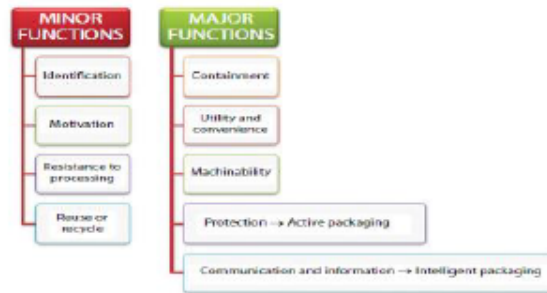 MINOR
FUNCTIONS
Identification
Motivation
Resistance to
processing
Reuse or
recycle
MAJOR
FUNCTIONS
Containment
Utility and
convenience
Machinability
Protection → Active packaging
Communication and information → Intelligent packaging